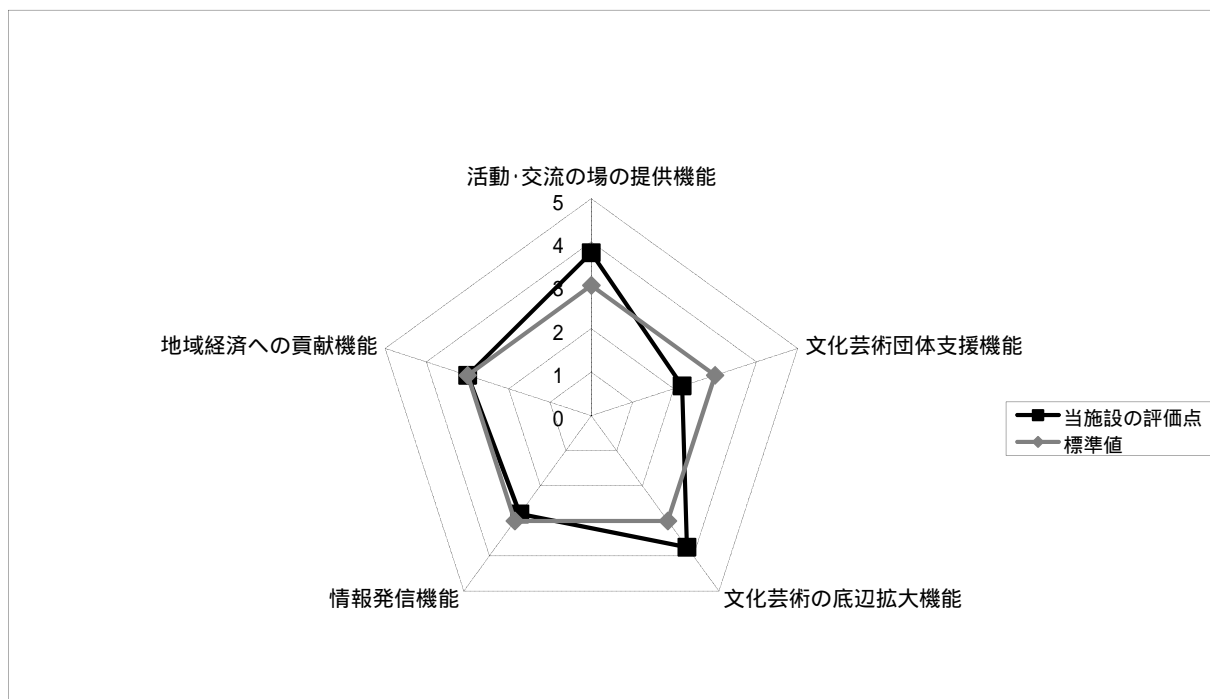 活動･交流の場の提供機能
5
4
3
2
1
0
地域経済への貢献機能
文化芸術団体支援機能
当施設の評価点
標準値
情報発信機能
文化芸術の底辺拡大機能